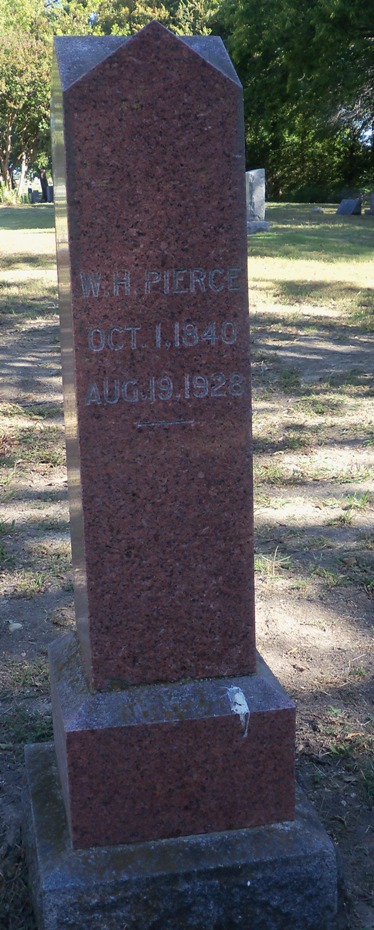 W. H. PIERCE
OCT. 1, 1840
AUG. 19, 1928